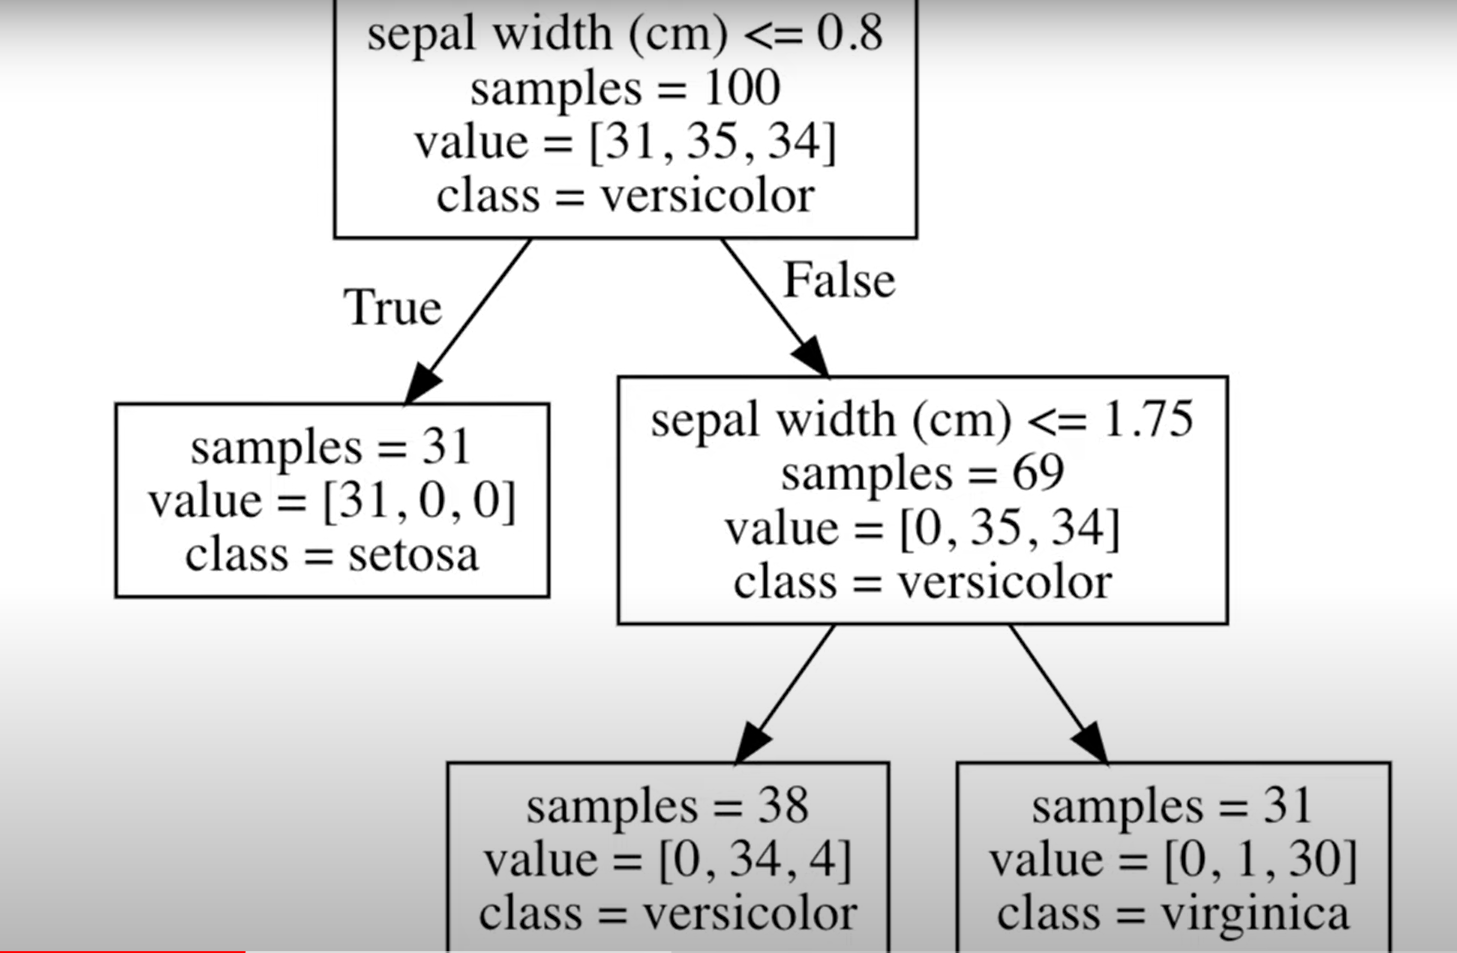 sepal width (cm) <= 0.8
samples = 100
value = [31, 35, 34]
class = versicolor
True
False
samples = 31
value = [31, 0, 0]
class = setosa
sepal width (cm) <= 1.75
samples = 69
value = [0, 35, 34]
class = versicolor
samples = 38
value = [0, 34, 4]
class = versicolor
samples = 31
value = [0, 1, 30]
class = virginica